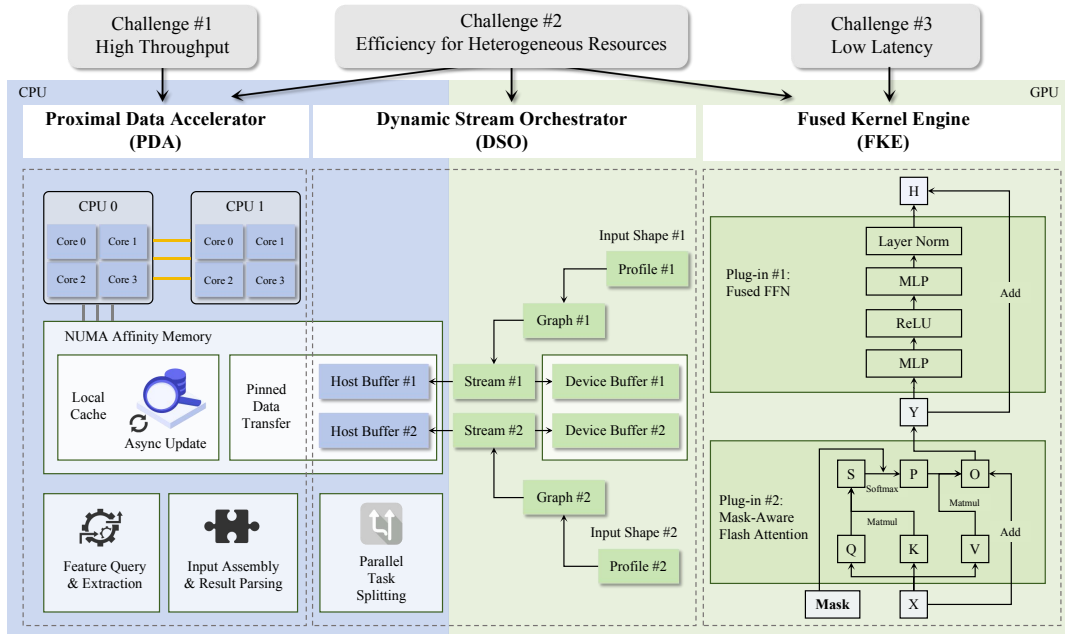 Challenge #1
High Throughput
Challenge #2
Efficiency for Heterogeneous Resources
Challenge #3
Low Latency
CPU
GPU
Proximal Data Accelerator
(PDA)
Dynamic Stream Orchestrator
(DSO)
Fused Kernel Engine
(FKE)
CPU 0
Core 0
Core 1
Core 2
Core 3
CPU 1
Core 0
Core 1
Core 2
Core 3
NUMA Affinity Memory
Local
Cache
Async Update
Pinned
Data
Transfer
Host Buffer #1
Host Buffer #2
Feature Query
& Extraction
Input Assembly
& Result Parsing
Parallel
Task
Splitting
Input Shape #1
Profile #1
Graph #1
Stream #1
Device Buffer #1
Stream #2
Device Buffer #2
Graph #2
Input Shape #2
Profile #2
H
Plug-in #1:
Fused FFN
Layer Norm
MLP
ReLU
MLP
Add
Y
Plug-in #2:
Mask-Aware
Flash Attention
S
Softmax
P
O
Matmul
Matmul
Q
K
V
Add
Mask
X